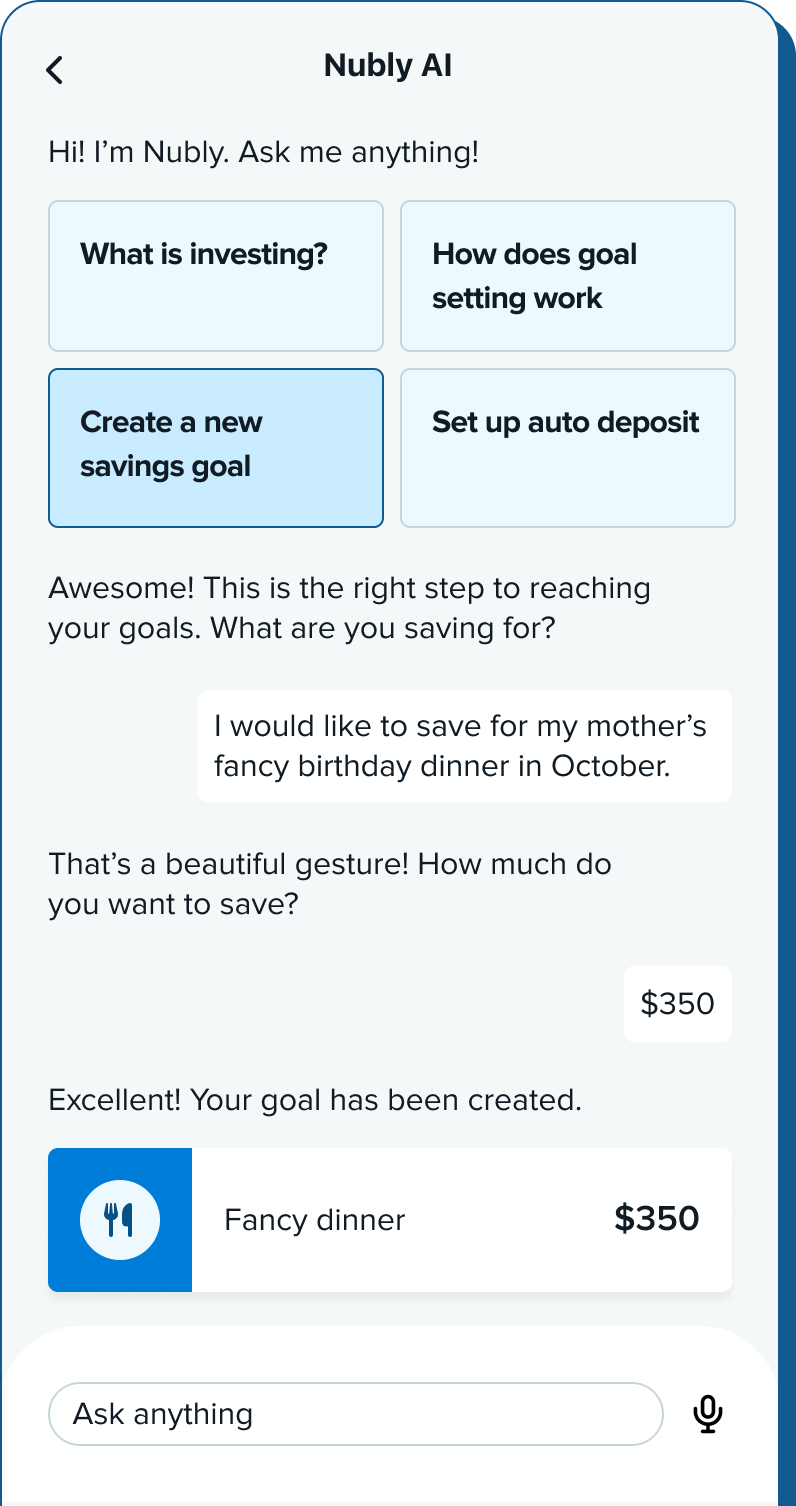 Nubly AI
Hi! I’m Nubly. Ask me anything!
What is investing?
How does goal
setting work
Create a new
savings goal
Set up auto deposit
Awesome! This is the right step to reaching
your goals. What are you saving for?
I would like to save for my mother’s
fancy birthday dinner in October.
That’s a beautiful gesture! How much do
you want to save?
$350
Excellent! Your goal has been created.
Fancy dinner
$350
Ask anything